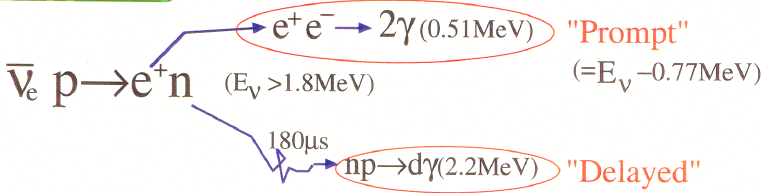 e⁺ e⁻ → 2γ (0.51MeV) "Prompt"
(=Eν −0.77MeV)
ν̅e p→e⁺n (Eν >1.8MeV)
180μs
np→dγ(2.2MeV) "Delayed"